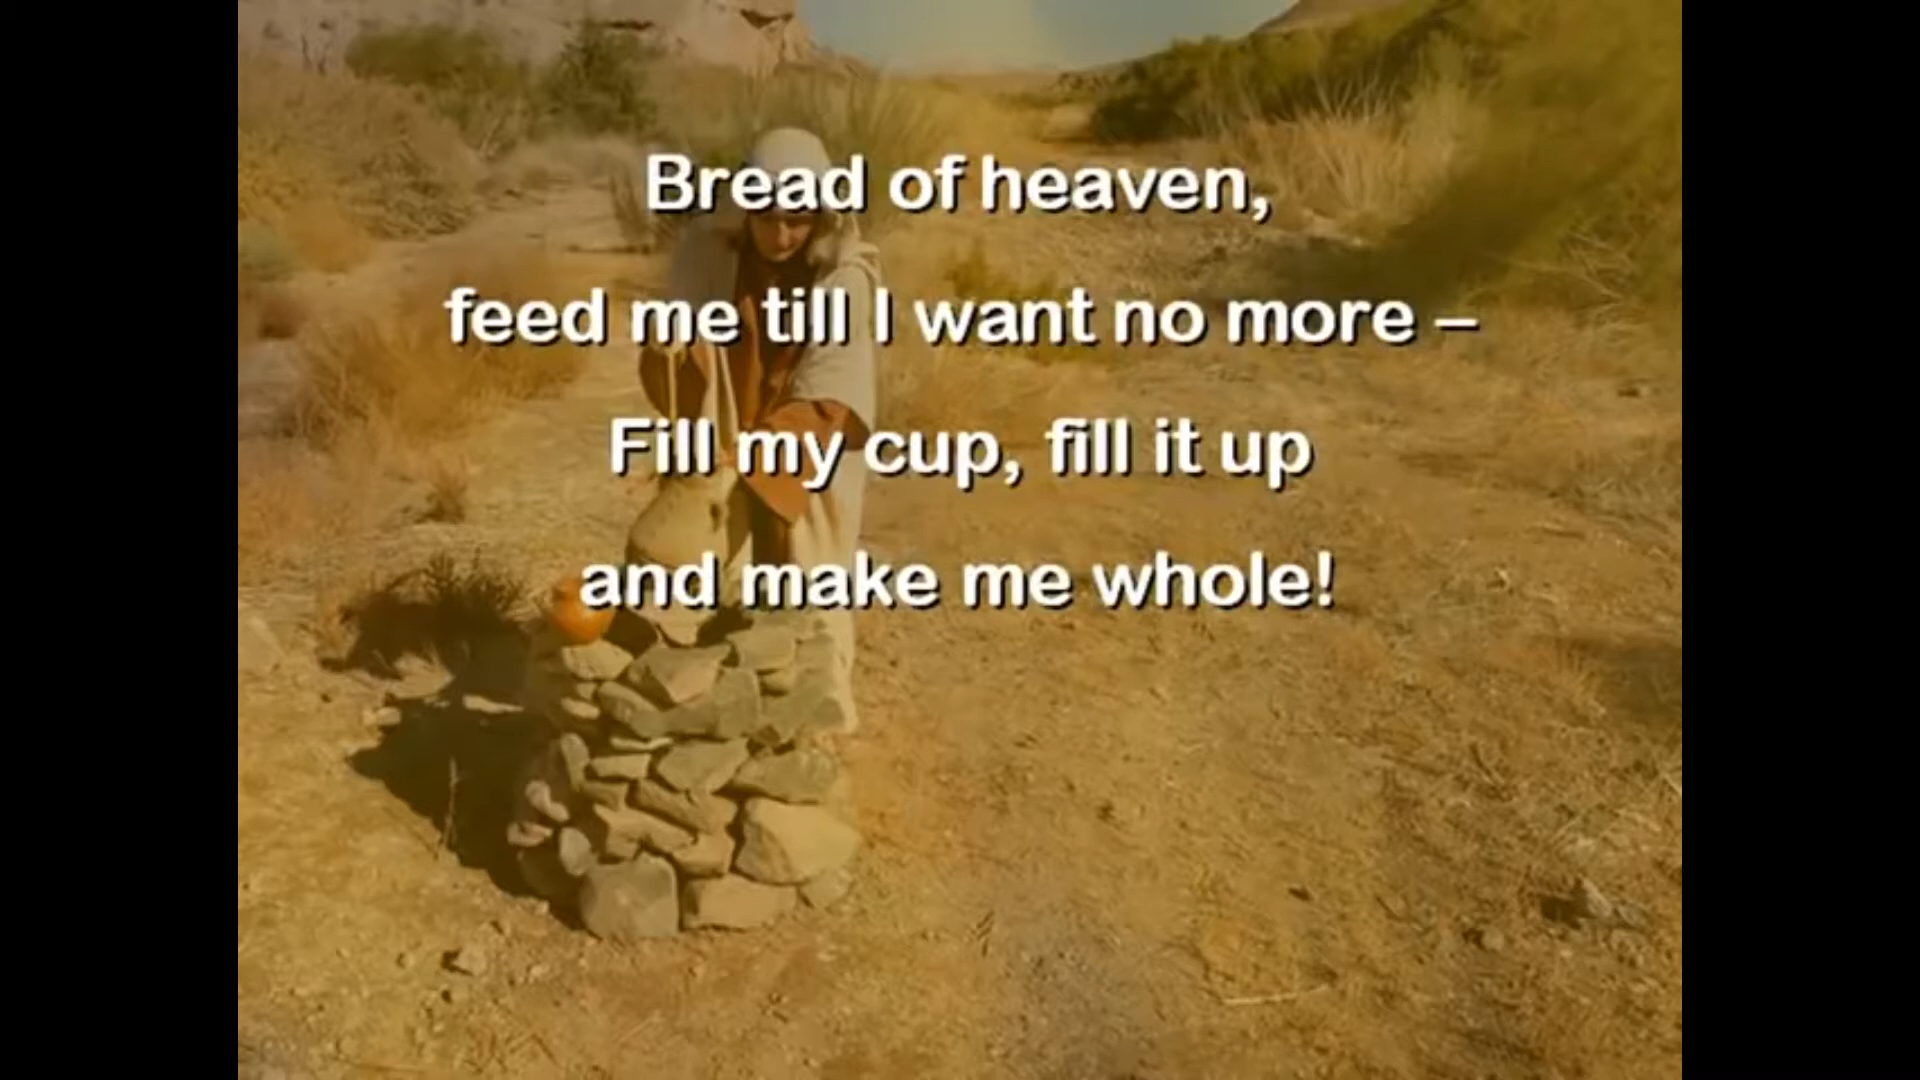 Bread of heaven,
feed me till I want no more –
Fill my cup, fill it up
and make me whole!